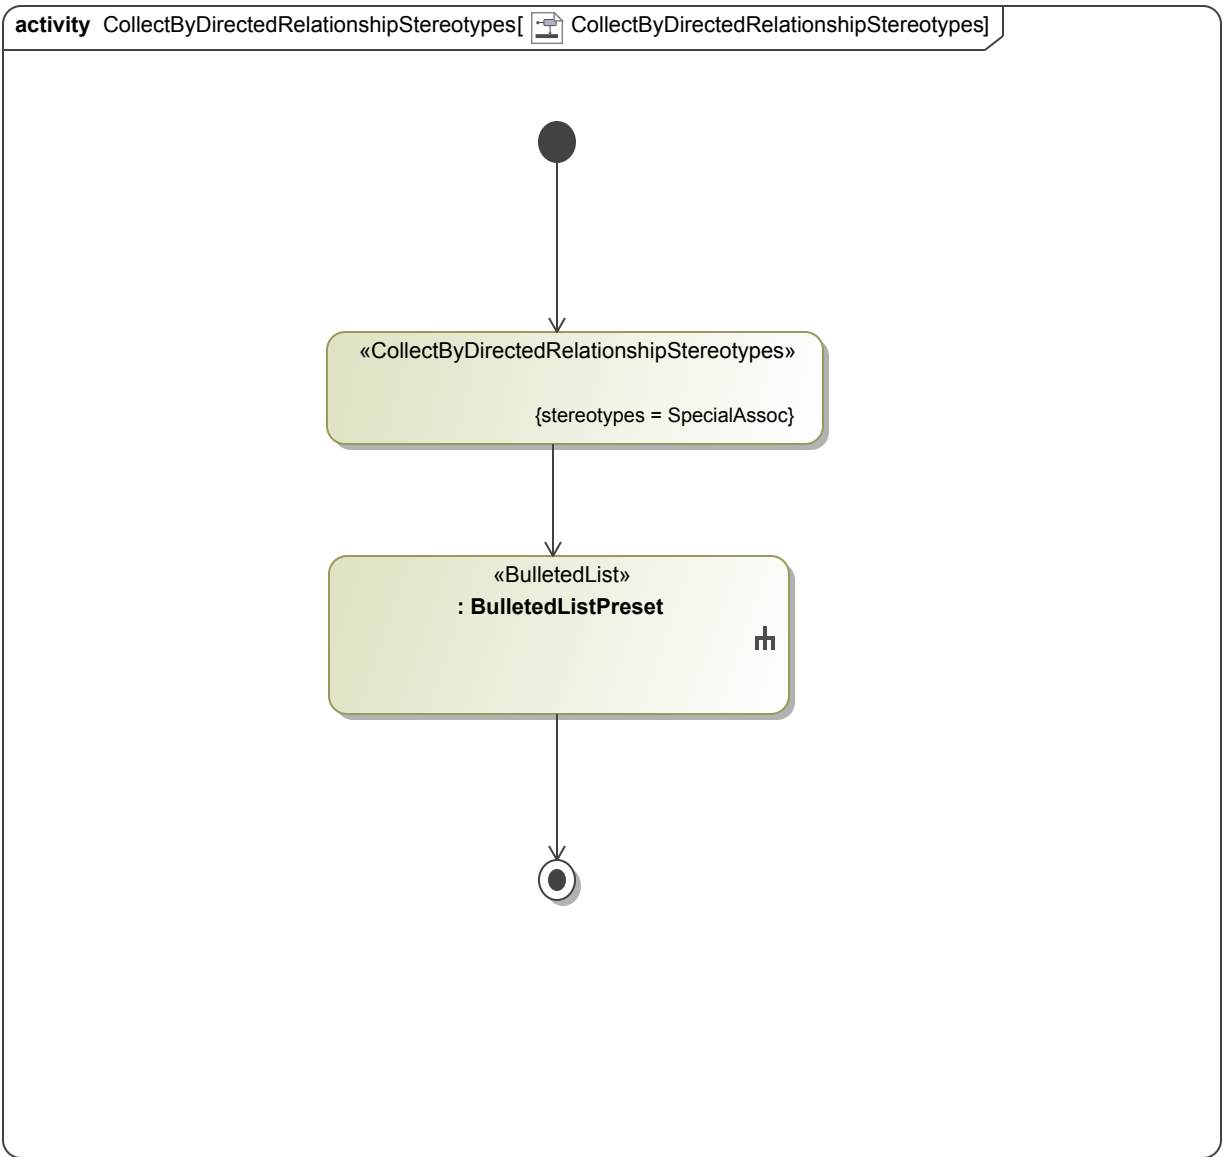 activity CollectByDirectedRelationshipStereotypes[ CollectByDirectedRelationshipStereotypes]
«CollectByDirectedRelationshipStereotypes»
{stereotypes = SpecialAssoc}
«BulletedList»
: BulletedListPreset